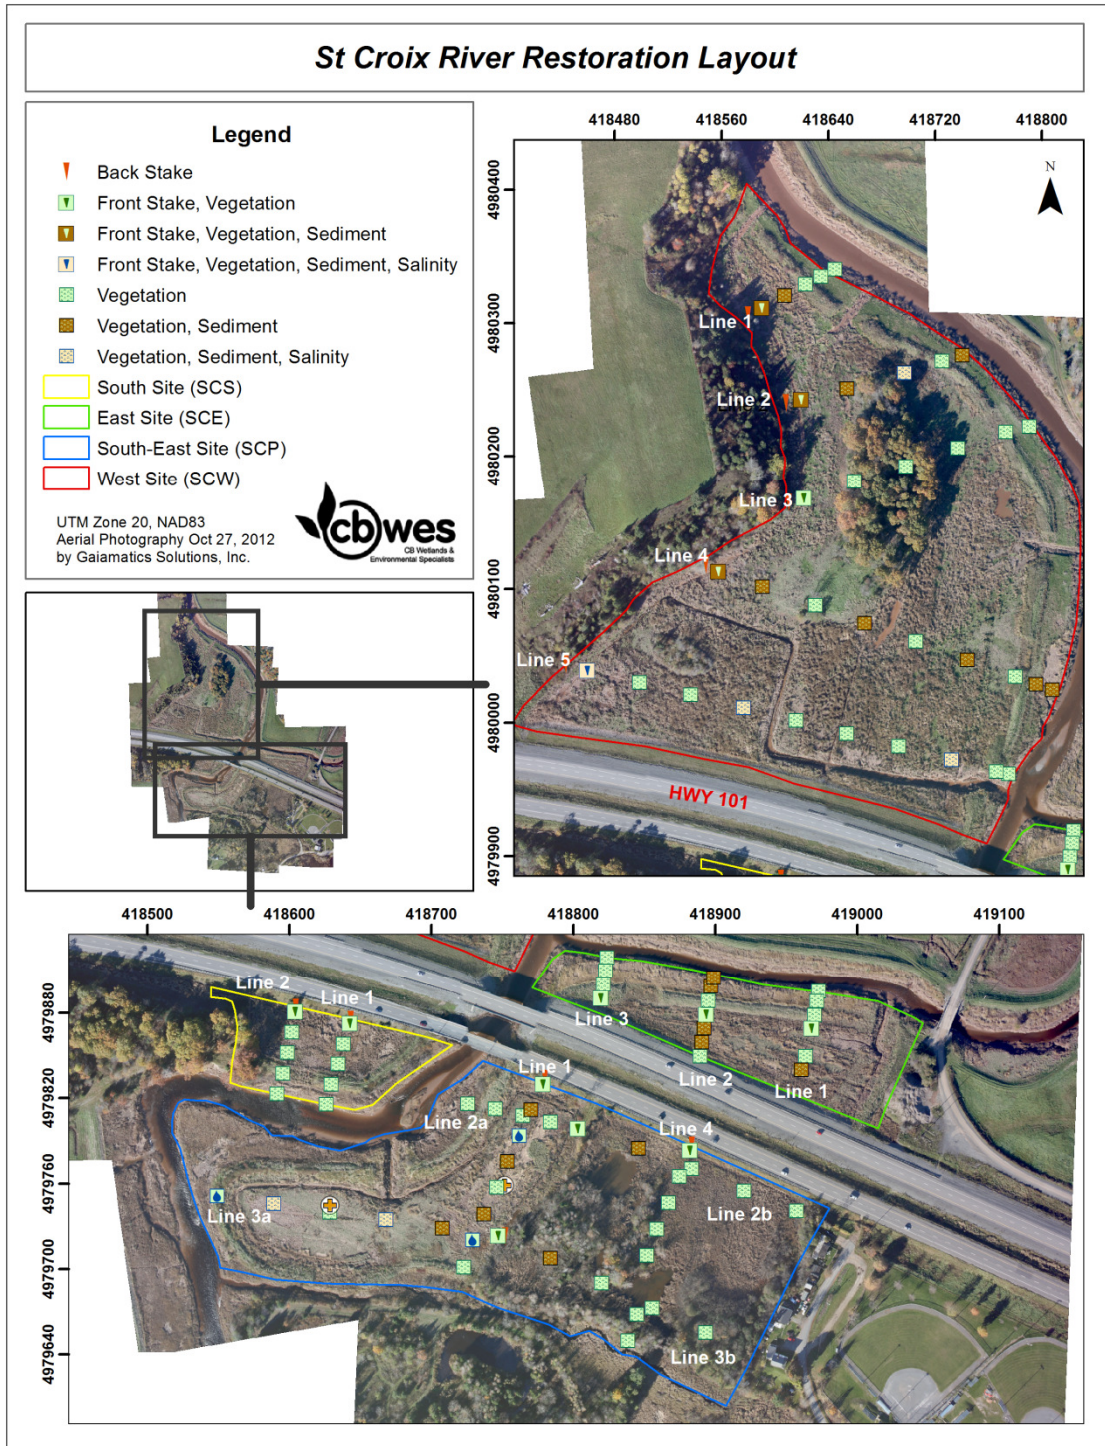 St Croix River Restoration Layout
Legend
Back Stake
Front Stake, Vegetation
Front Stake, Vegetation, Sediment
Front Stake, Vegetation, Sediment, Salinity
Vegetation
Vegetation, Sediment
Vegetation, Sediment, Salinity
South Site (SCS)
East Site (SCE)
South-East Site (SCP)
West Site (SCW)
UTM Zone 20, NAD83
Aerial Photography Oct 27, 2012
by Gaiamatics Solutions, Inc.
cbwes
CB Wetlands &
Environmental Specialists
418480 418560 418640 418720 418800
4980400
4980300
4980200
4980100
4980000
4979900
N
Line 1
Line 2
Line 3
Line 4
Line 5
HWY 101
418500 418600 418700 418800 418900 419000 419100
4979880
4979820
4979760
4979700
4979640
Line 2
Line 1
Line 3
Line 2
Line 1
Line 1
Line 2a
Line 4
Line 2b
Line 3a
Line 3b